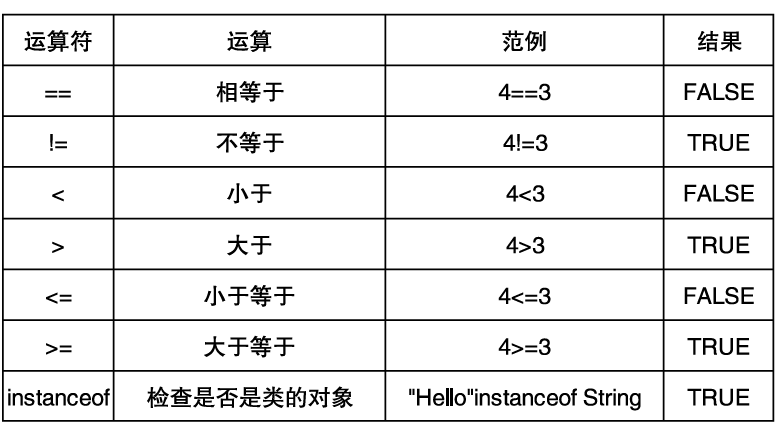 运算符 运算 范例 结果
== 相等于 4==3 FALSE
!= 不等于 4!=3 TRUE
< 小于 4<3 FALSE
> 大于 4>3 TRUE
<= 小于等于 4<=3 FALSE
>= 大于等于 4>=3 TRUE
instanceof 检查是否是类的对象 "Hello"instanceof String TRUE